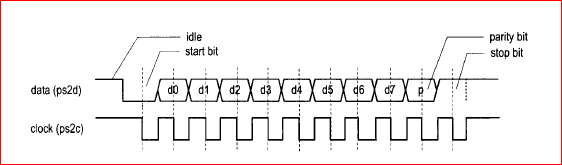 idle
parity bit
start bit
stop bit
data (ps2d)
d0 d1 d2 d3 d4 d5 d6 d7 p
clock (ps2c)